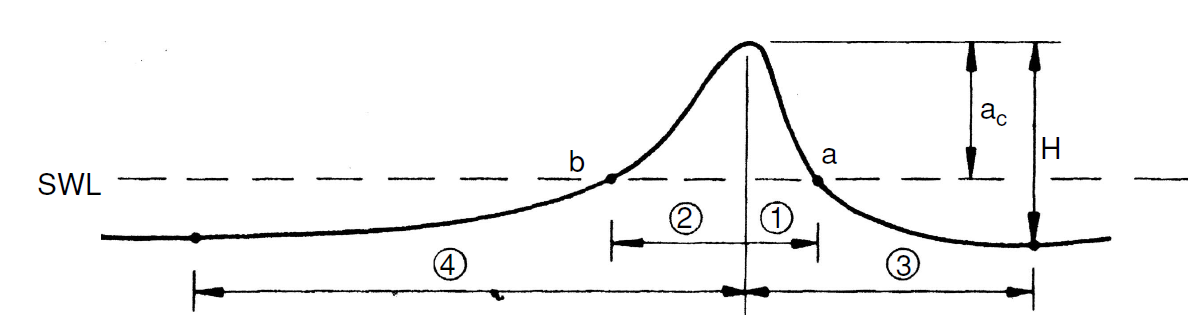 a_c
H
a
b
SWL
②
①
④
③